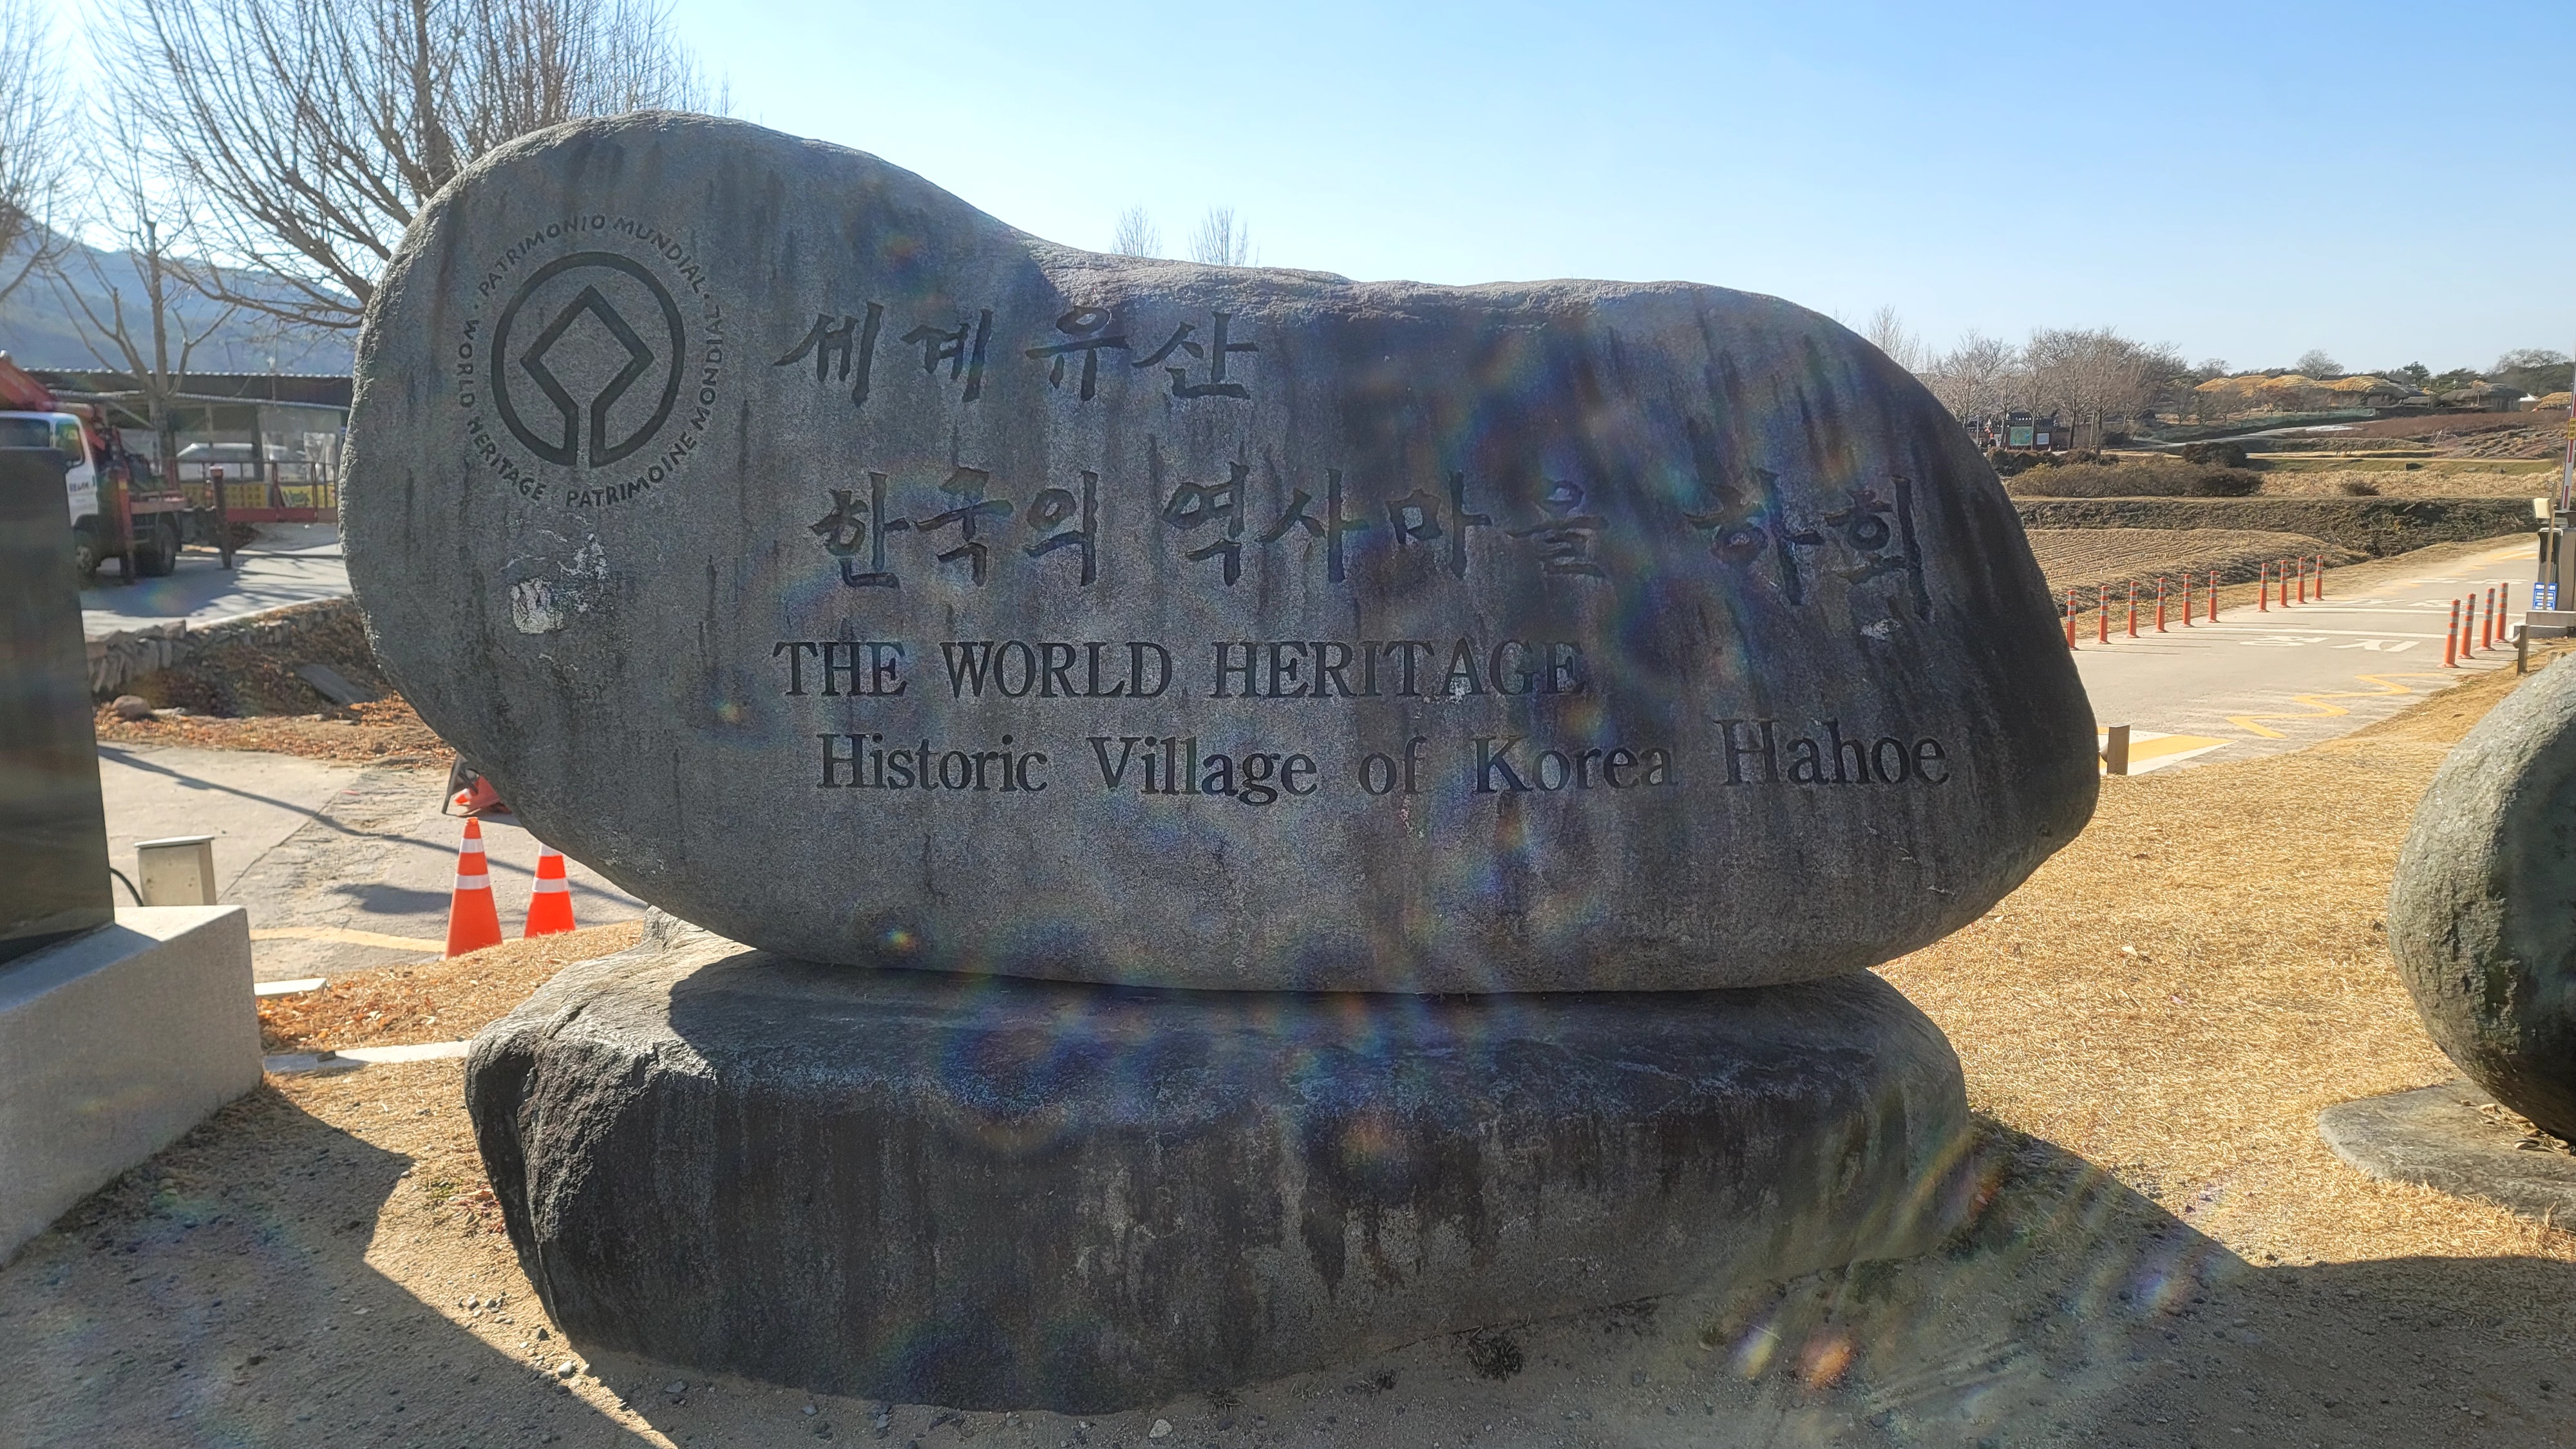 · PATRIMONIO MUNDIAL · WORLD HERITAGE · PATRIMOINE MONDIAL
세계 유산
한국의 역사마을 하회
THE WORLD HERITAGE
Historic Village of Korea Hahoe